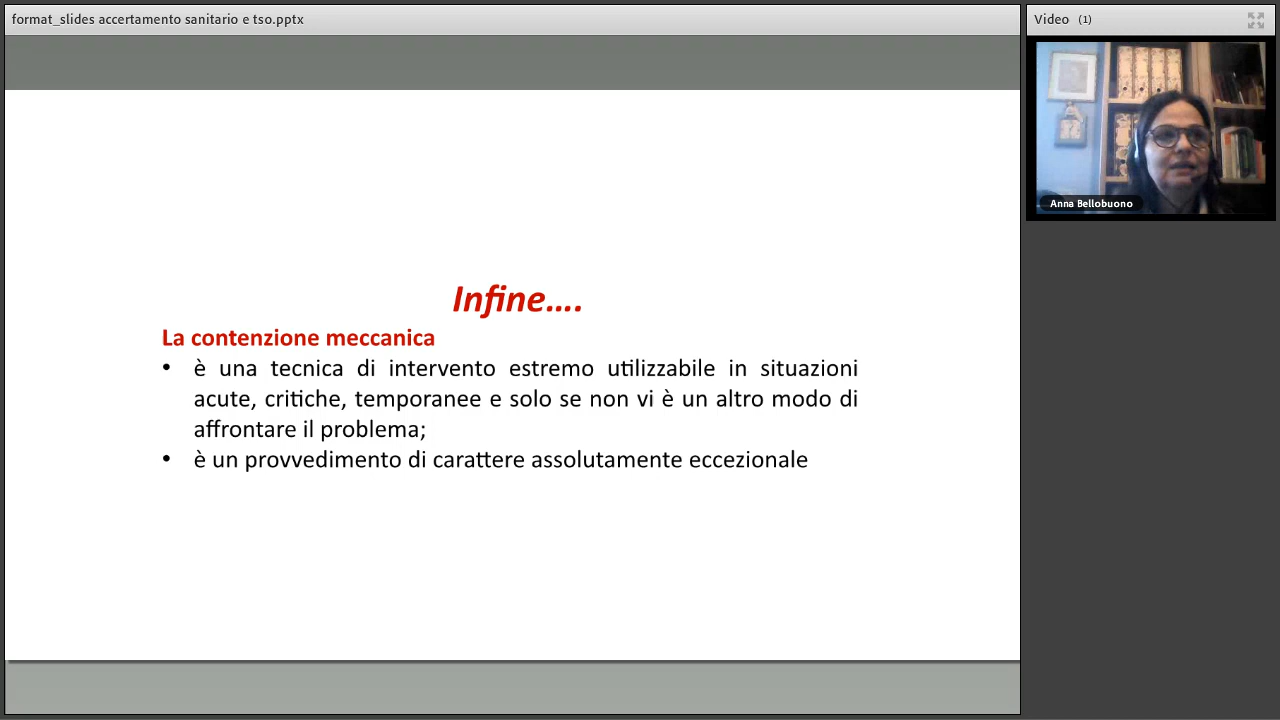 format_slides accertamento sanitario e tso.pptx
Video (1)
Anna Bellobuono
Infine....
La contenzione meccanica
• è una tecnica di intervento estremo utilizzabile in situazioni
acute, critiche, temporanee e solo se non vi è un altro modo di
affrontare il problema;
• è un provvedimento di carattere assolutamente eccezionale